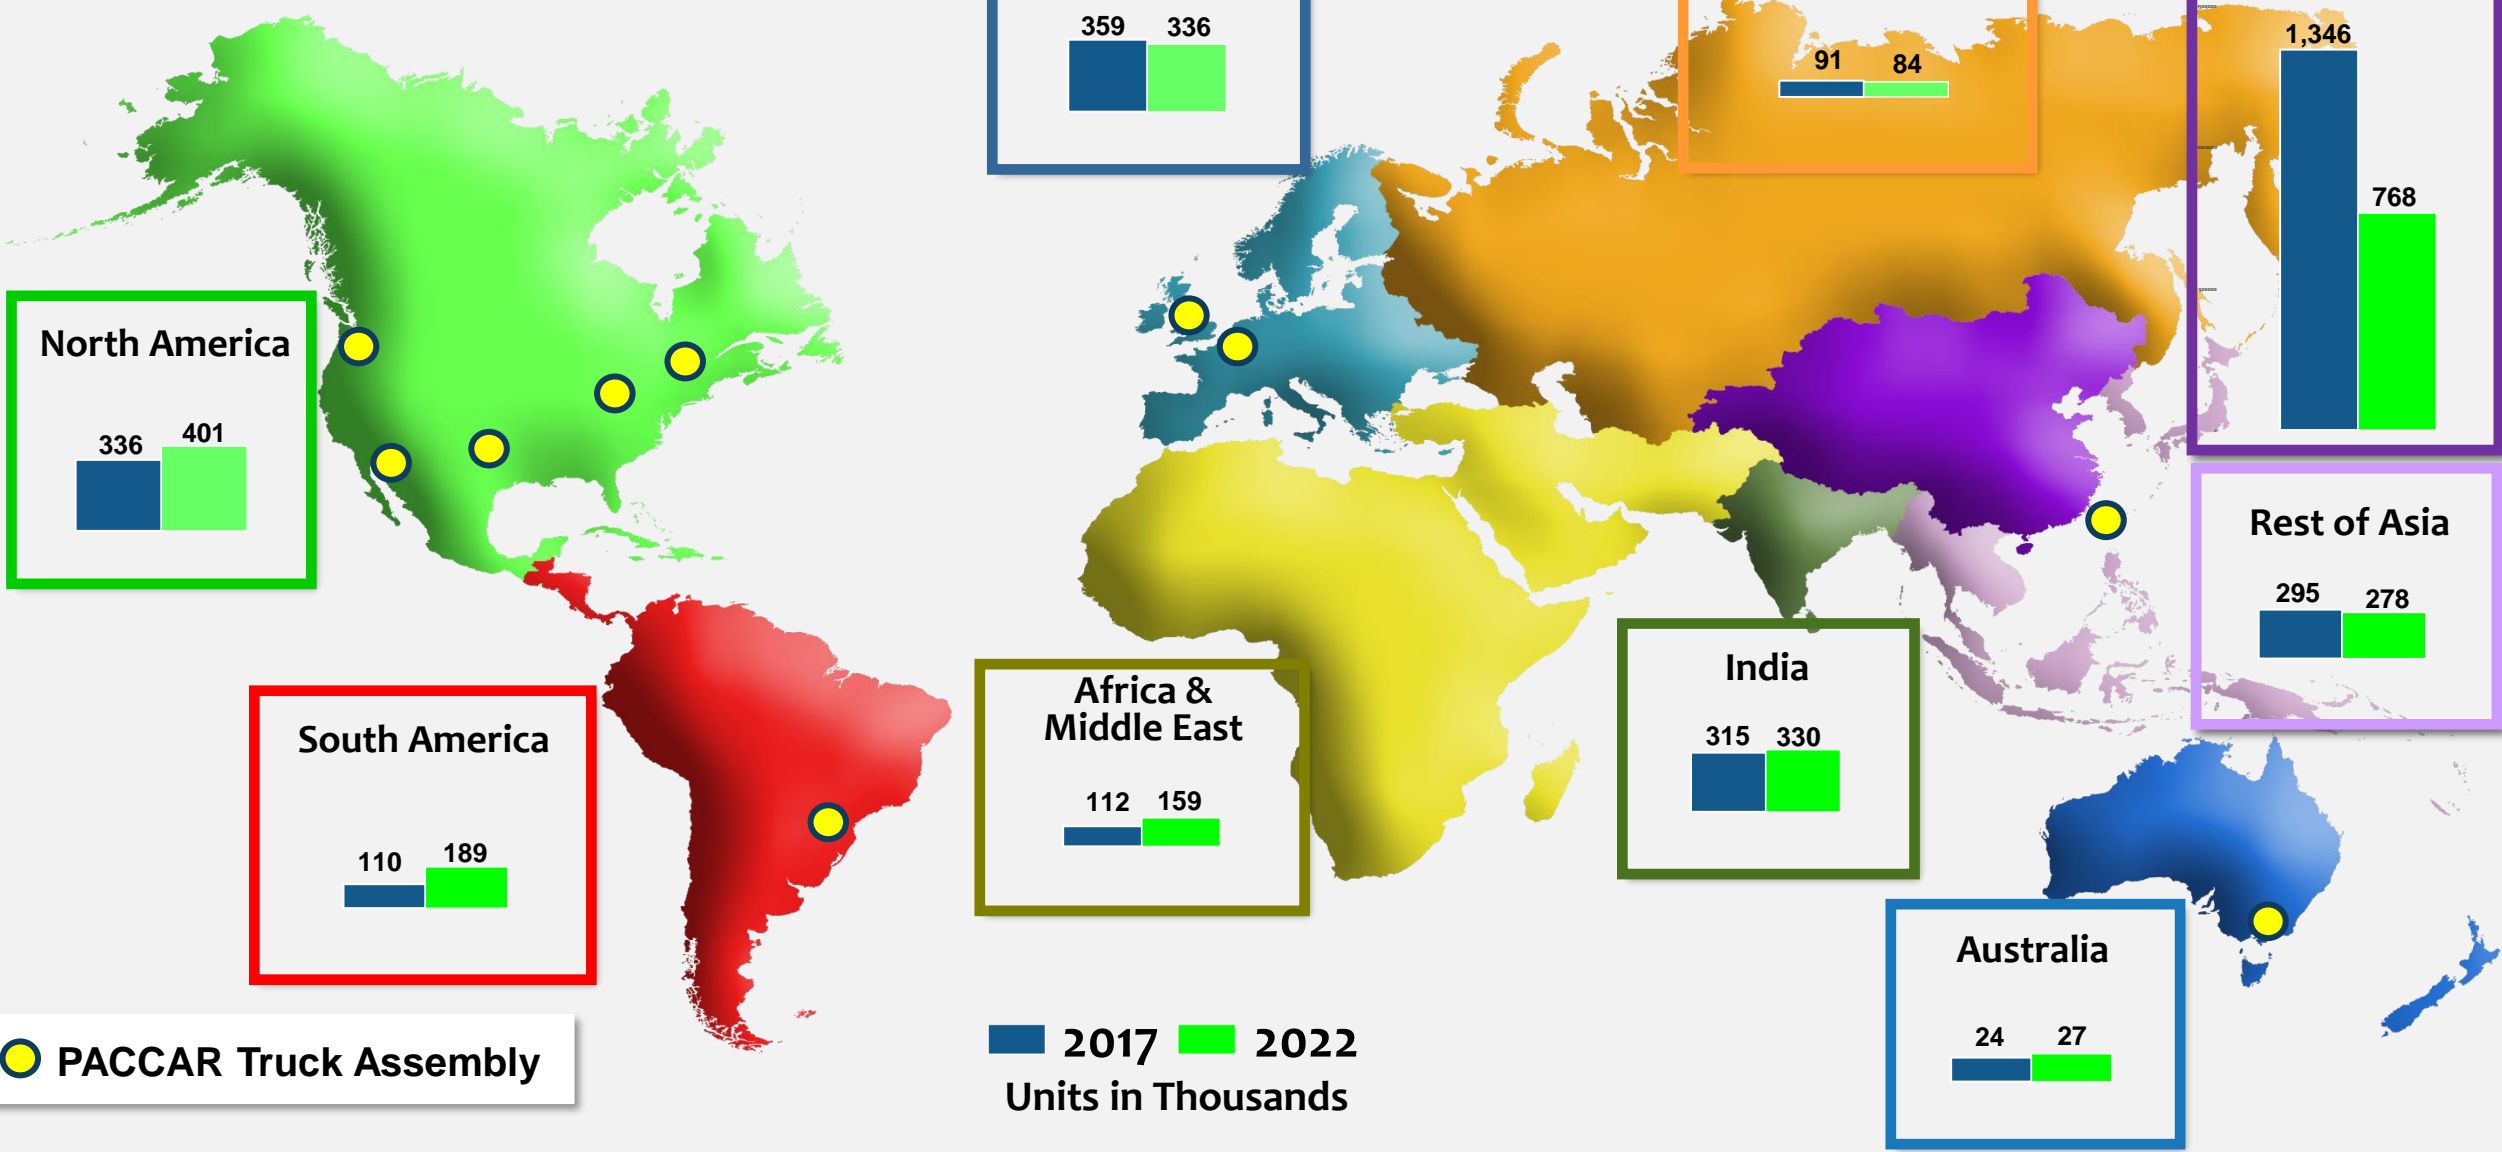 359 336
91 84
1,346
768
North America
336 401
Rest of Asia
295 278
India
315 330
Africa &
Middle East
112 159
South America
110 189
Australia
24 27
PACCAR Truck Assembly
2017 2022
Units in Thousands